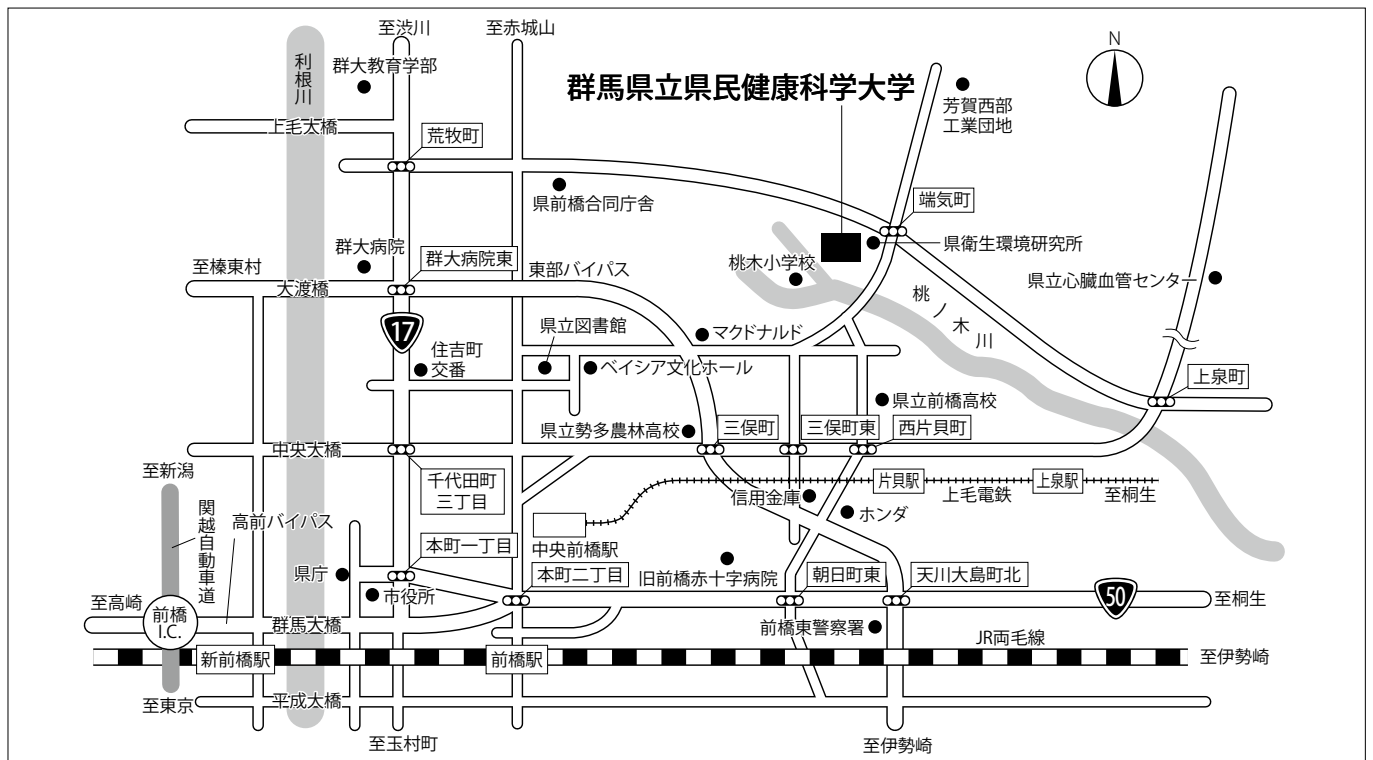 至渋川
至赤城山
N
利根川
群大教育学部
群馬県立県民健康科学大学
芳賀西部
工業団地
上毛大橋
荒牧町
県前橋合同庁舎
端気町
群大病院
群大病院東
県衛生環境研究所
至榛東村
大渡橋
東部バイパス
桃木小学校
県立心臓血管センター
桃ノ木川
17
住吉町
交番
県立図書館
マクドナルド
ベイシア文化ホール
上泉町
県立前橋高校
県立勢多農林高校
三俣町
三俣町東
西片貝町
中央大橋
至新潟
千代田町
三丁目
片貝駅
上毛電鉄
上泉駅
至桐生
信用金庫
関越自動車道
高前バイパス
ホンダ
中央前橋駅
本町一丁目
県庁
旧前橋赤十字病院
本町二丁目
朝日町東
天川大島町北
市役所
50
至桐生
至高崎
前橋
I.C.
群馬大橋
前橋東警察署
JR両毛線
新前橋駅
前橋駅
至伊勢崎
至東京
平成大橋
至玉村町
至伊勢崎